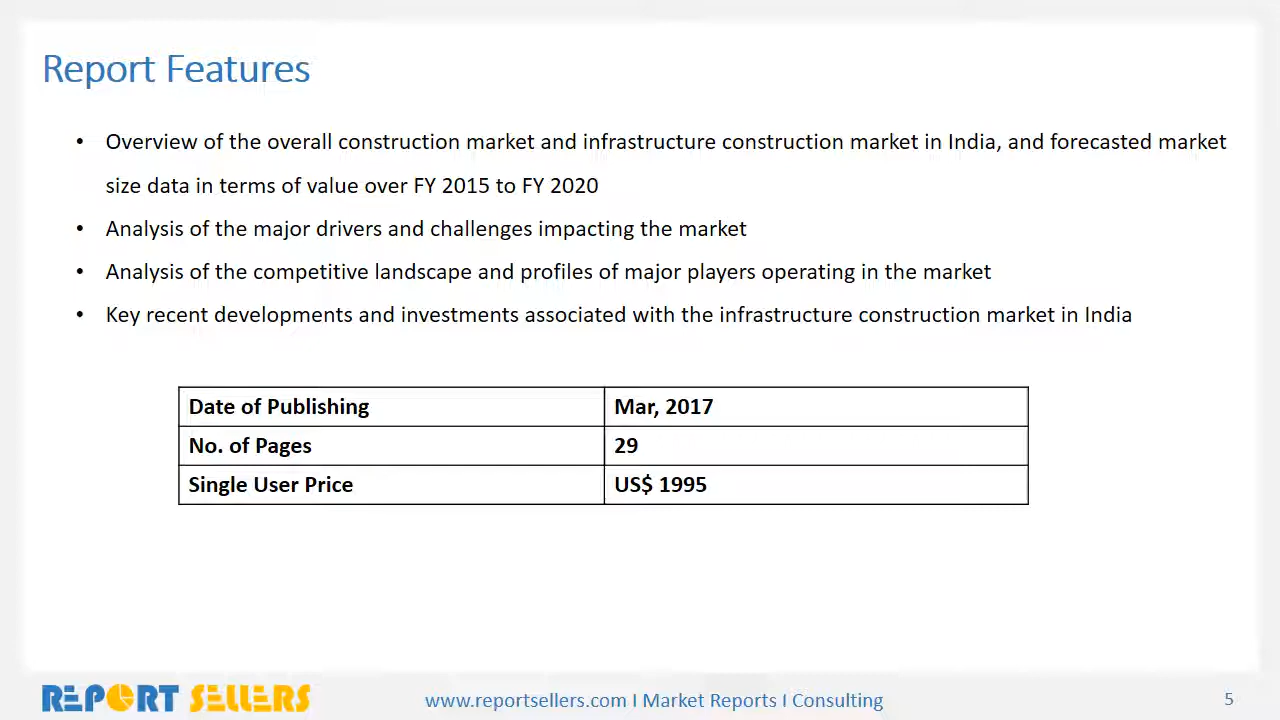 Report Features
• Overview of the overall construction market and infrastructure construction market in India, and forecasted market
size data in terms of value over FY 2015 to FY 2020
• Analysis of the major drivers and challenges impacting the market
• Analysis of the competitive landscape and profiles of major players operating in the market
• Key recent developments and investments associated with the infrastructure construction market in India
Date of Publishing Mar, 2017
No. of Pages 29
Single User Price US$ 1995
REPORT SELLERS www.reportsellers.com I Market Reports I Consulting 5